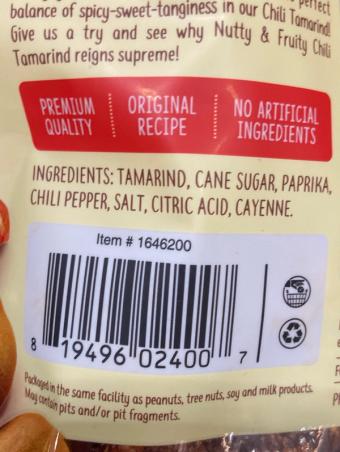 perfect
balance of spicy-sweet-tanginess in our Chili Tamarind!
Give us a try and see why Nutty & Fruity Chili
Tamarind reigns supreme!
PREMIUM QUALITY
ORIGINAL RECIPE
NO ARTIFICIAL INGREDIENTS
INGREDIENTS: TAMARIND, CANE SUGAR, PAPRIKA,
CHILI PEPPER, SALT, CITRIC ACID, CAYENNE.
Item # 1646200
8 19496 02400 7
Packaged in the same facility as peanuts, tree nuts, soy and milk products.
May contain pits and/or pit fragments.